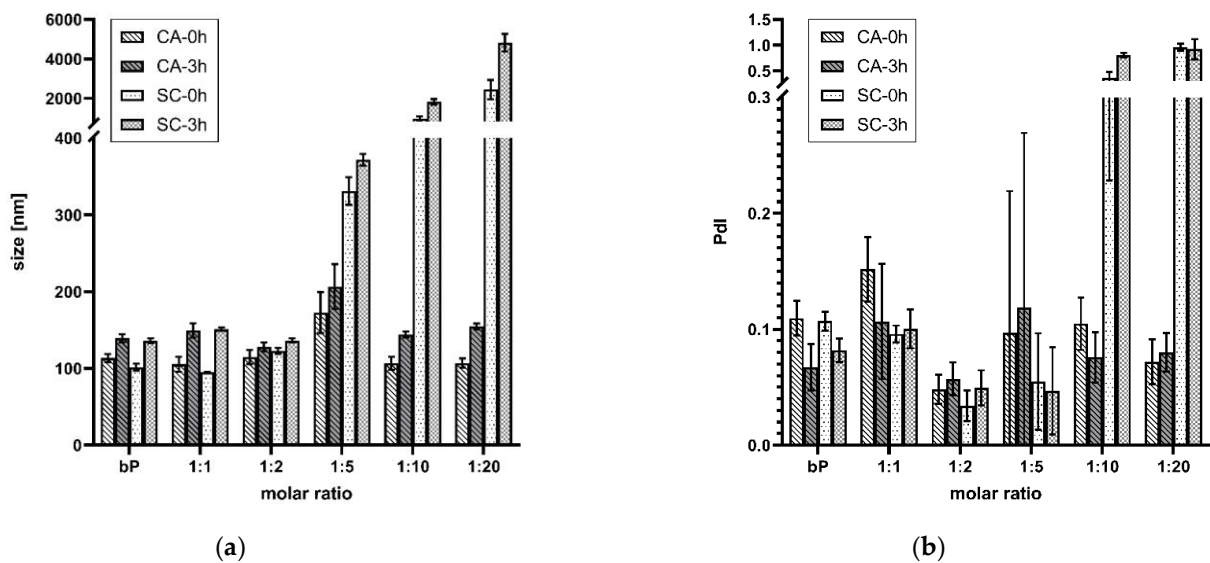 6000
4000
2000
400
300
200
100
0
size [nm]
CA-0h
CA-3h
SC-0h
SC-3h
bP 1:1 1:2 1:5 1:10 1:20
molar ratio
(a)
1.5
1.0
0.5
0.3
0.2
0.1
0.0
PdI
CA-0h
CA-3h
SC-0h
SC-3h
bP 1:1 1:2 1:5 1:10 1:20
molar ratio
(b)